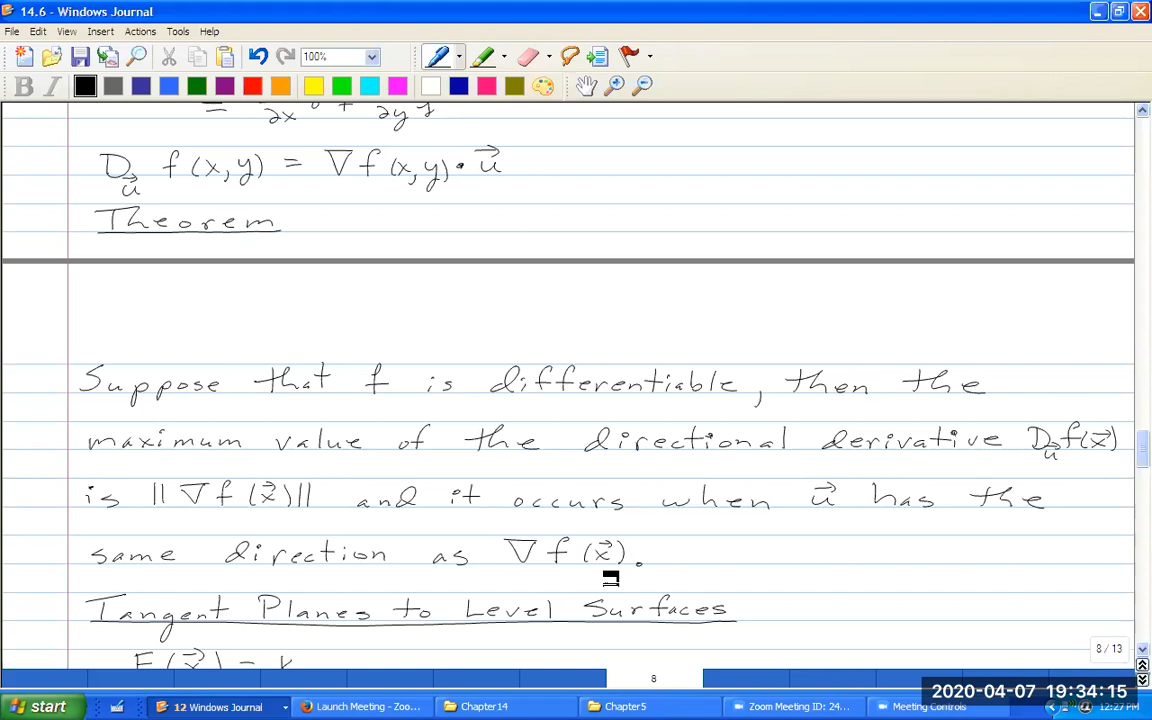 14.6 - Windows Journal
File Edit View Insert Actions Tools Help
100%
B I
= ∂x + ∂y
D_u⃗ f(x,y) = ∇f(x,y)·u⃗
Theorem
Suppose that f is differentiable, then the
maximum value of the directional derivative D_u⃗ f(x⃗)
is ||∇f(x⃗)|| and it occurs when u⃗ has the
same direction as ∇f(x⃗).
Tangent Planes to Level Surfaces
F(x⃗) = k
8 / 13
8
2020-04-07 19:34:15
start 12 Windows Journal Launch Meeting - Zoo... Chapter14 Chapter5 Zoom Meeting ID: 24... Meeting Controls 12:27 PM